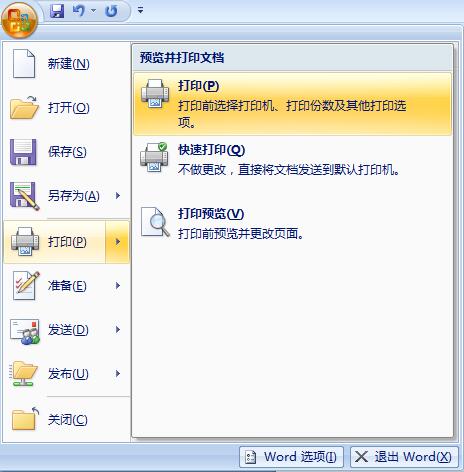 新建(N)
打开(O)
保存(S)
另存为(A)
打印(P)
准备(E)
发送(D)
发布(U)
关闭(C)
预览并打印文档
打印(P)
打印前选择打印机、打印份数及其他打印选
项。
快速打印(Q)
不做更改，直接将文档发送到默认打印机。
打印预览(V)
打印前预览并更改页面。
Word 选项(I)
退出 Word(X)